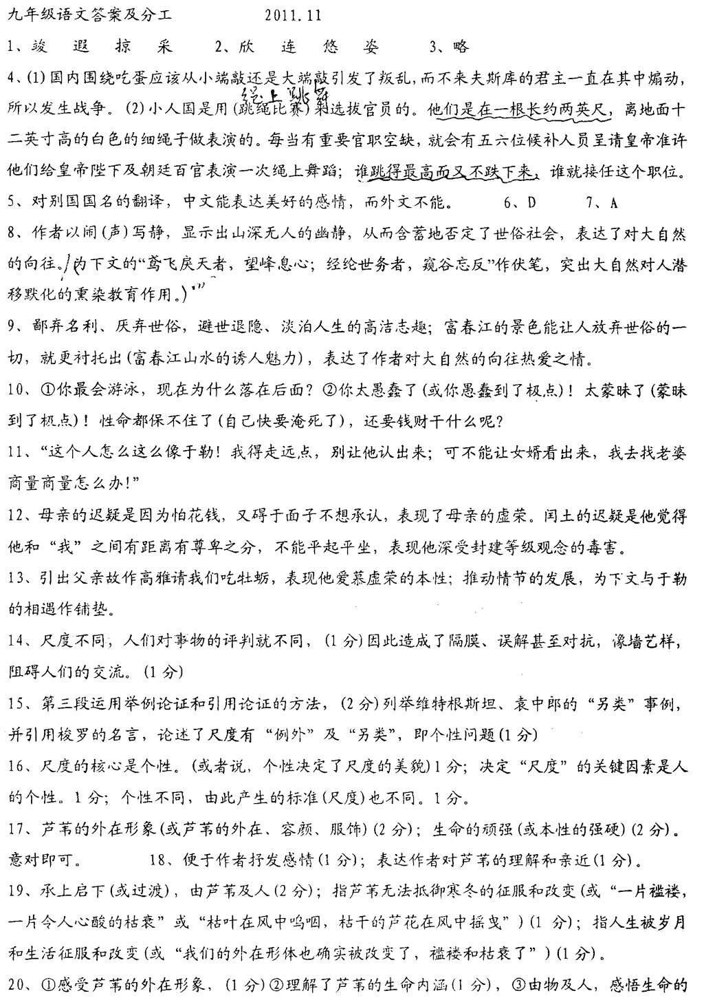 九年级语文答案及分工 2011.11
1、竣 遐 掠 采 2、欣 连 悠 姿 3、略
4、(1)国内围绕吃蛋应该从小端敲还是大端敲引发了叛乱,而不来夫斯库的君主一直在其中煽动,
绳上跳舞
所以发生战争。(2)小人国是用(跳绳比赛)来选拔官员的。他们是在一根长约两英尺，离地面十
二英寸高的白色的细绳子做表演的。每当有重要官职空缺，就会有五六位候补人员呈请皇帝准许
他们给皇帝陛下及朝廷百官表演一次绳上舞蹈；谁跳得最高而又不跌下来，谁就接任这个职位。
5、对别国国名的翻译，中文能表达美好的感情，而外文不能。 6、D 7、A
8、作者以闹(声)写静，显示出山深无人的幽静，从而含蓄地否定了世俗社会，表达了对大自然
的向往。(为下文的“鸢飞戾天者，望峰息心；经纶世务者，窥谷忘反”作伏笔，突出大自然对人潜
移默化的熏染教育作用。)
9、鄙弃名利、厌弃世俗，避世退隐、淡泊人生的高洁志趣；富春江的景色能让人放弃世俗的一
切，就更衬托出(富春江山水的诱人魅力)，表达了作者对大自然的向往热爱之情。
10、①你最会游泳，现在为什么落在后面？②你太愚蠢了(或你愚蠢到了极点)！太蒙昧了(蒙昧
到了极点)！性命都保不住了(自己快要淹死了)，还要钱财干什么呢？
11、“这个人怎么这么像于勒！我得走远点，别让他认出来；可不能让女婿看出来，我去找老婆
商量商量怎么办！”
12、母亲的迟疑是因为怕花钱，又碍于面子不想承认，表现了母亲的虚荣。闰土的迟疑是他觉得
他和“我”之间有距离有尊卑之分，不能平起平坐，表现他深受封建等级观念的毒害。
13、引出父亲故作高雅请我们吃牡蛎，表现他爱慕虚荣的本性；推动情节的发展，为下文与于勒
的相遇作铺垫。
14、尺度不同，人们对事物的评判就不同，(1分)因此造成了隔膜、误解甚至对抗，像墙艺样，
阻碍人们的交流。(1分)
15、第三段运用举例论证和引用论证的方法，(2分)列举维特根斯坦、袁中郎的“另类”事例，
并引用梭罗的名言，论述了尺度有“例外”及“另类”，即个性问题(1分)
16、尺度的核心是个性。(或者说，个性决定了尺度的美貌)1分；决定“尺度”的关键因素是人
的个性。1分；个性不同，由此产生的标准(尺度)也不同。1分。
17、芦苇的外在形象(或芦苇的外在、容颜、服饰)(2分)；生命的顽强(或本性的强硬)(2分)。
意对即可。 18、便于作者抒发感情(1分)；表达作者对芦苇的理解和亲近(1分)。
19、承上启下(或过渡)，由芦苇及人(2分)；指芦苇无法抵御寒冬的征服和改变(或“一片褴褛，
一片令人心酸的枯衰”或“枯叶在风中呜咽，枯干的芦花在风中摇曳”)(1 分)；指人生被岁月
和生活征服和改变(或“我们的外在形体也确实被改变了，褴褛和枯衰了”)(1分)。
20、①感受芦苇的外在形象，(1分)②理解了芦苇的生命内涵(1分)，③由物及人，感悟生命的